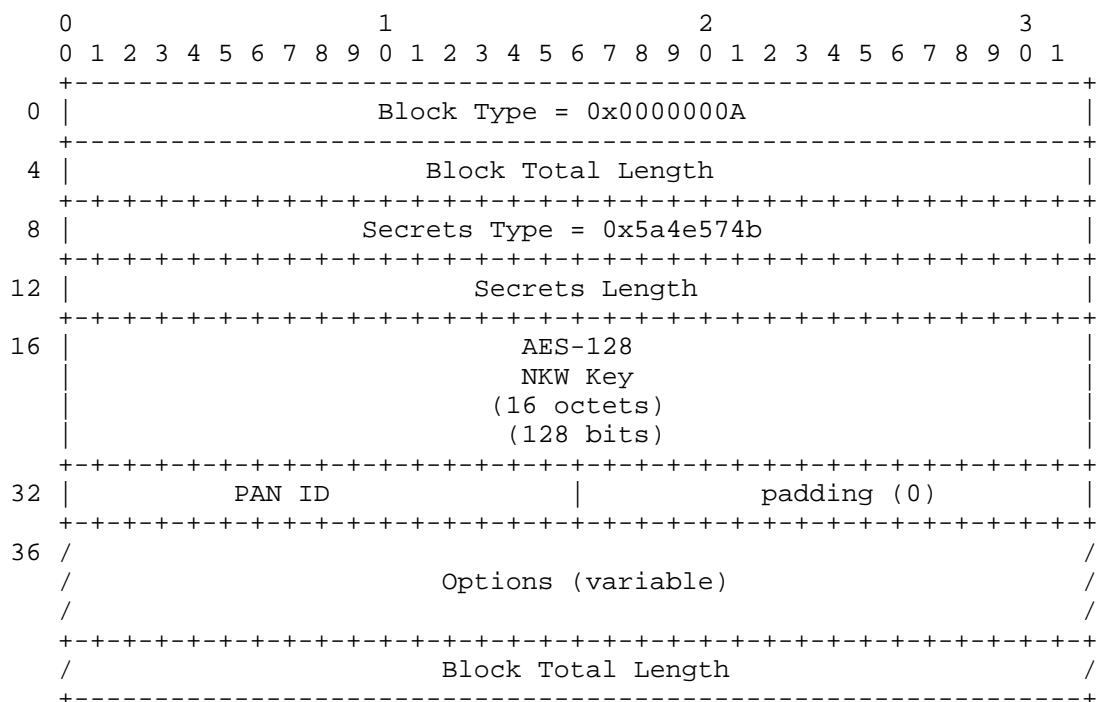 1                   2                   3
    0 1 2 3 4 5 6 7 8 9 0 1 2 3 4 5 6 7 8 9 0 1 2 3 4 5 6 7 8 9 0 1
   +---------------------------------------------------------------+
 0 |                   Block Type = 0x0000000A                     |
   +---------------------------------------------------------------+
 4 |                      Block Total Length                       |
   +-+-+-+-+-+-+-+-+-+-+-+-+-+-+-+-+-+-+-+-+-+-+-+-+-+-+-+-+-+-+-+-+
 8 |                  Secrets Type = 0x5a4e574b                    |
   +-+-+-+-+-+-+-+-+-+-+-+-+-+-+-+-+-+-+-+-+-+-+-+-+-+-+-+-+-+-+-+-+
12 |                         Secrets Length                        |
   +-+-+-+-+-+-+-+-+-+-+-+-+-+-+-+-+-+-+-+-+-+-+-+-+-+-+-+-+-+-+-+-+
16 |                            AES-128                            |
   |                            NKW Key                            |
   |                          (16 octets)                          |
   |                           (128 bits)                          |
   +-+-+-+-+-+-+-+-+-+-+-+-+-+-+-+-+-+-+-+-+-+-+-+-+-+-+-+-+-+-+-+-+
32 |          PAN ID               |           padding (0)         |
   +-+-+-+-+-+-+-+-+-+-+-+-+-+-+-+-+-+-+-+-+-+-+-+-+-+-+-+-+-+-+-+-+
36 /                                                               /
   /                       Options (variable)                      /
   /                                                               /
   +-+-+-+-+-+-+-+-+-+-+-+-+-+-+-+-+-+-+-+-+-+-+-+-+-+-+-+-+-+-+-+-+
   /                       Block Total Length                      /
   +---------------------------------------------------------------+